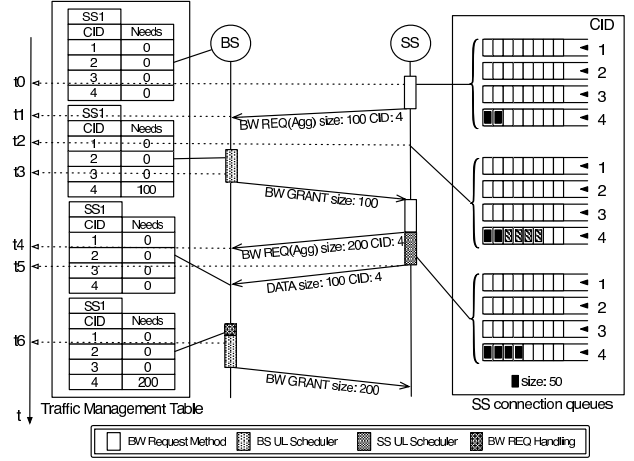 SS1
CID Needs
1 0
2 0
3 0
4 0
SS1
CID Needs
1 0
2 0
3 0
4 100
SS1
CID Needs
1 0
2 0
3 0
4 0
SS1
CID Needs
1 0
2 0
3 0
4 200
Traffic Management Table
t0
t1
t2
t3
t4
t5
t6
t
BS
SS
BW REQ(Agg) size: 100 CID: 4
BW GRANT size: 100
BW REQ(Agg) size: 200 CID: 4
DATA size: 100 CID: 4
BW GRANT size: 200
CID
1
2
3
4
1
2
3
4
1
2
3
4
size: 50
SS connection queues
BW Request Method
BS UL Scheduler
SS UL Scheduler
BW REQ Handling